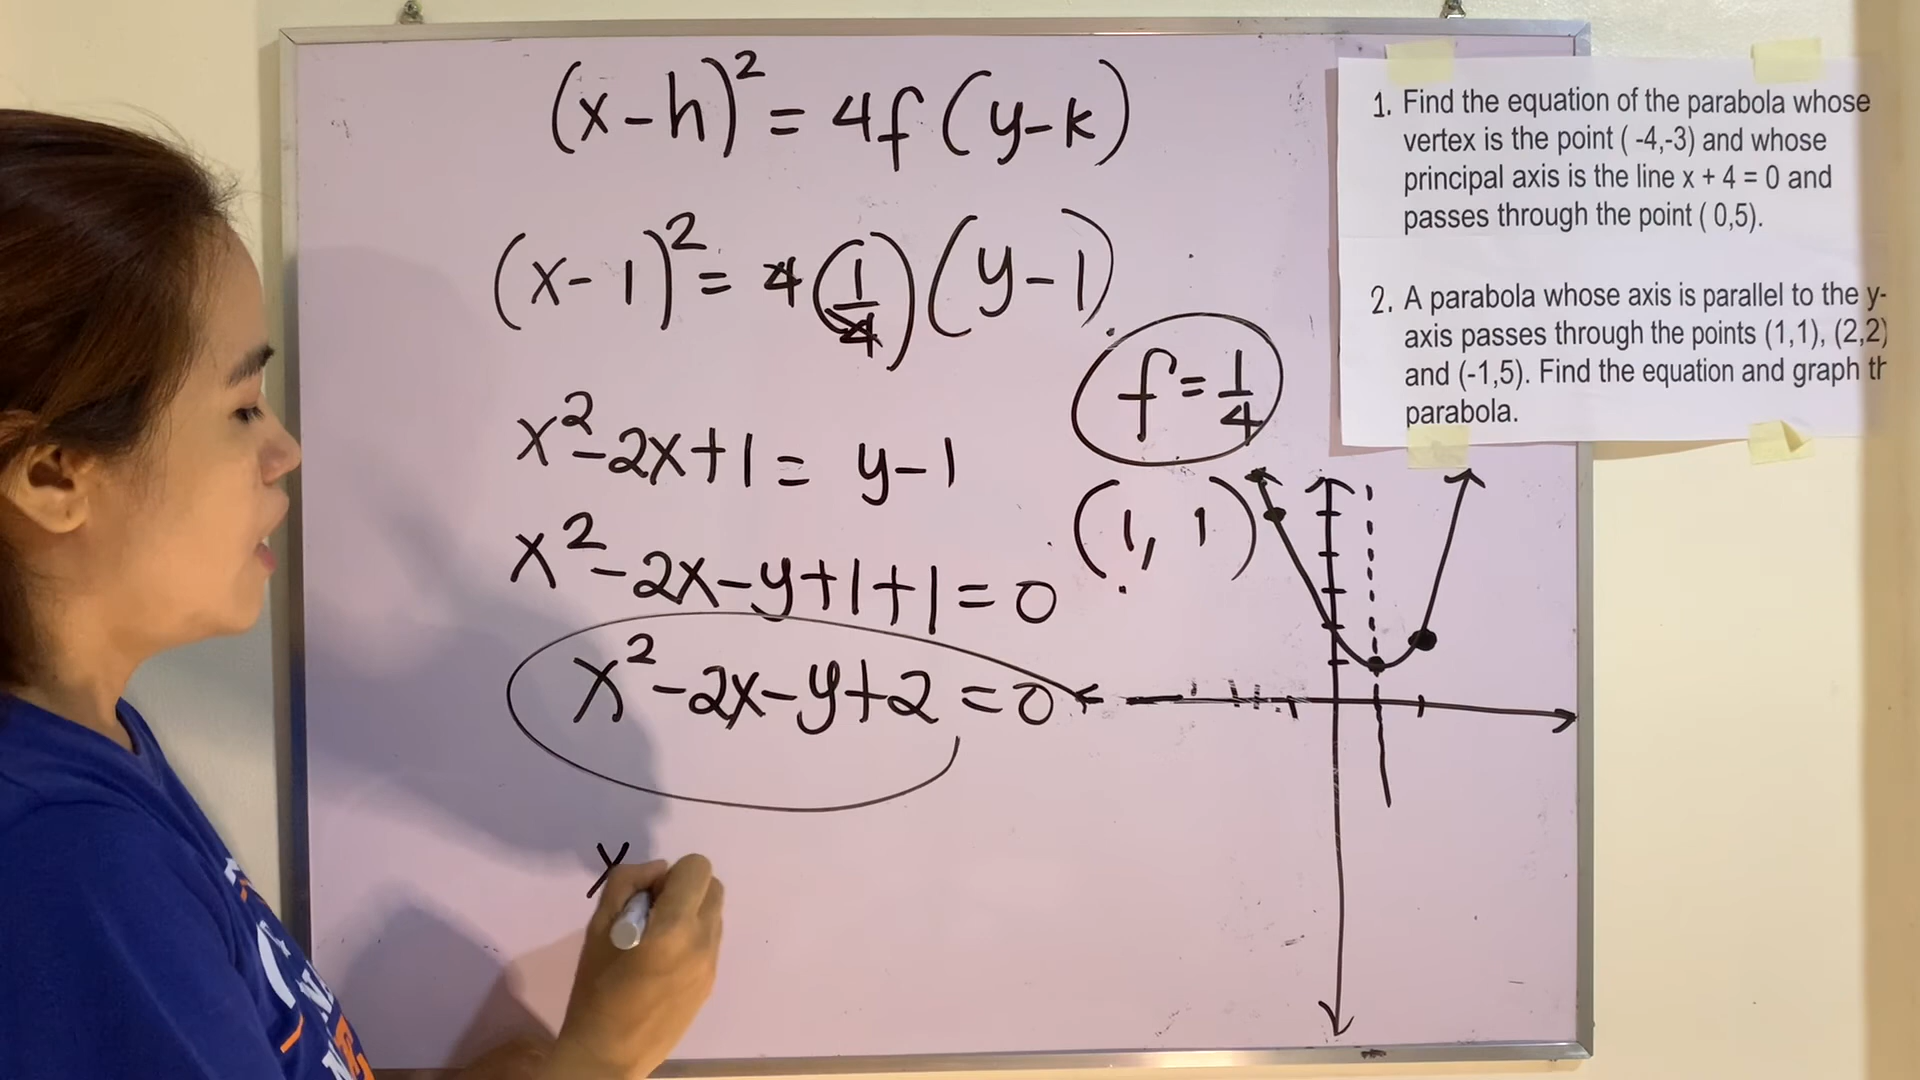 (x-h)² = 4f(y-k)
(x-1)² = 4(1/4)(y-1)
f = 1/4
x²-2x+1 = y-1
(1, 1)
x²-2x-y+1+1=0
x²-2x-y+2=0
x
1. Find the equation of the parabola whose
vertex is the point ( -4,-3) and whose
principal axis is the line x + 4 = 0 and
passes through the point ( 0,5).
2. A parabola whose axis is parallel to the y-
axis passes through the points (1,1), (2,2)
and (-1,5). Find the equation and graph th
parabola.